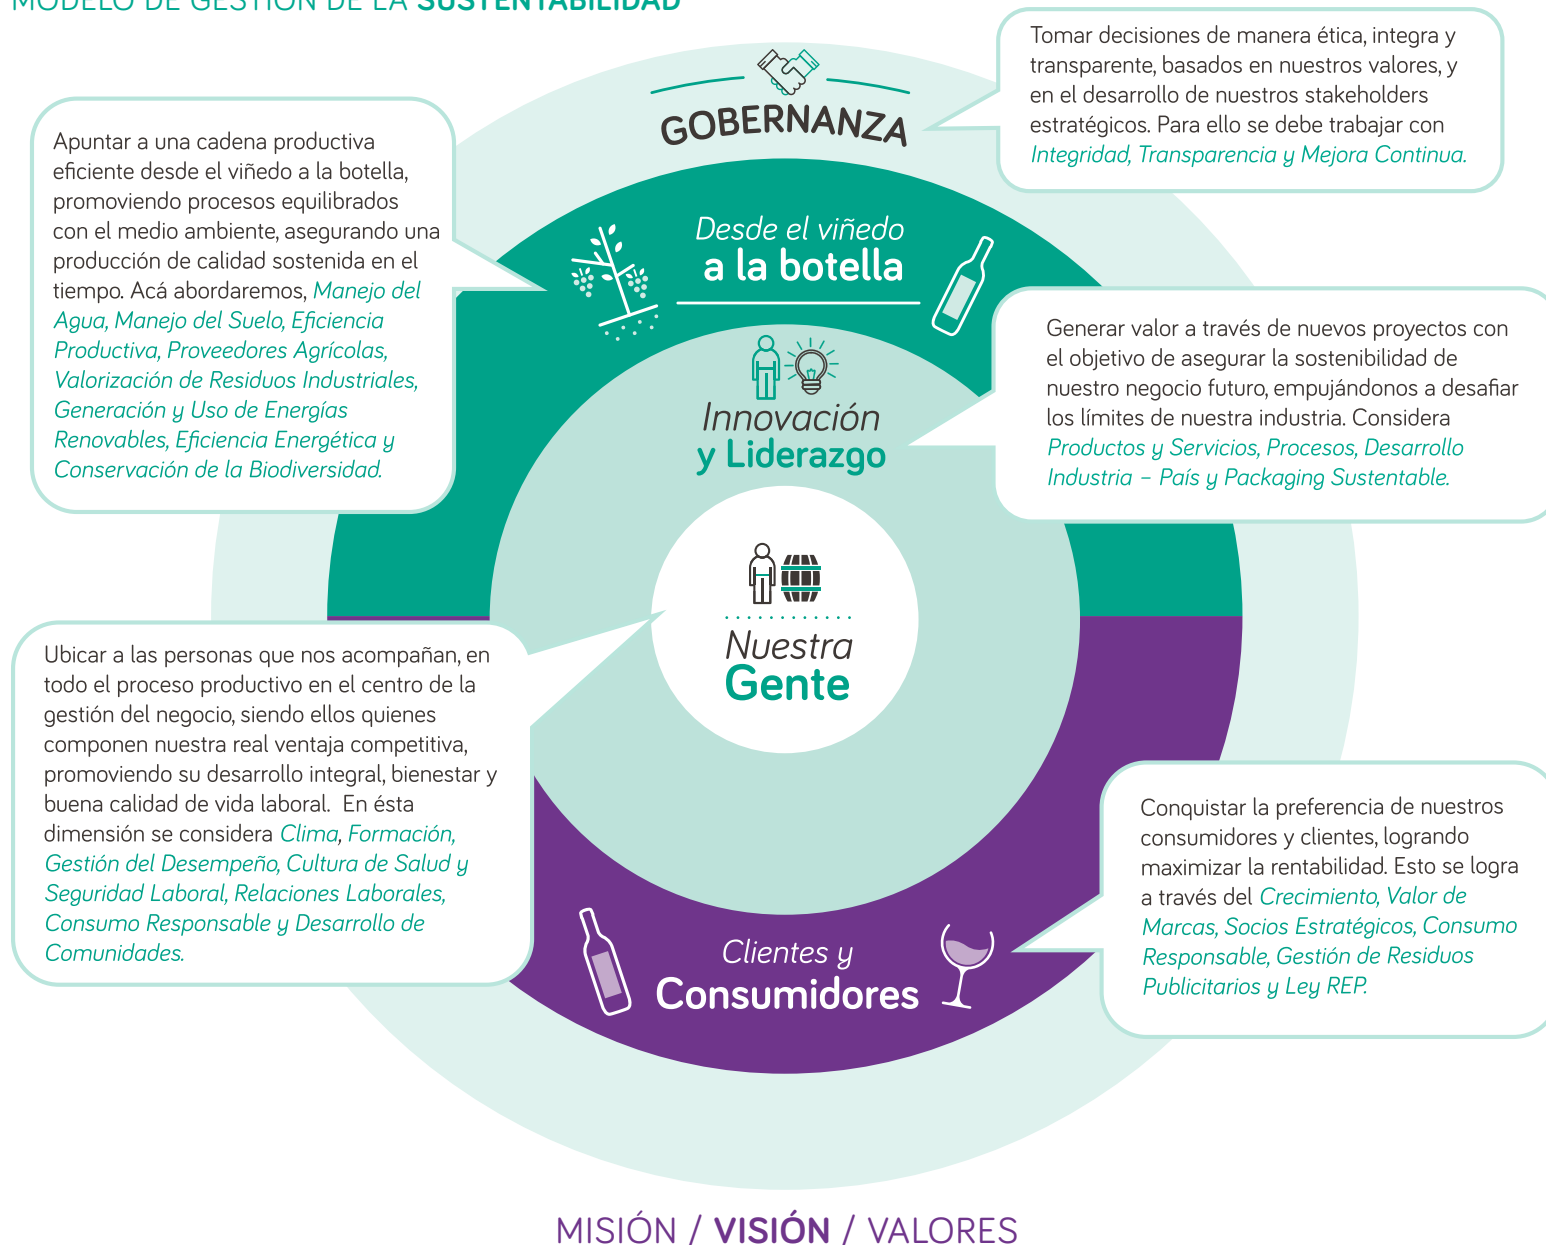 MODELO DE GESTIÓN DE LA SUSTENTABILIDAD
GOBERNANZA
Tomar decisiones de manera ética, integra y
transparente, basados en nuestros valores, y
en el desarrollo de nuestros stakeholders
estratégicos. Para ello se debe trabajar con
Integridad, Transparencia y Mejora Continua.
Apuntar a una cadena productiva
eficiente desde el viñedo a la botella,
promoviendo procesos equilibrados
con el medio ambiente, asegurando una
producción de calidad sostenida en el
tiempo. Acá abordaremos, Manejo del
Agua, Manejo del Suelo, Eficiencia
Productiva, Proveedores Agrícolas,
Valorización de Residuos Industriales,
Generación y Uso de Energías
Renovables, Eficiencia Energética y
Conservación de la Biodiversidad.
Desde el viñedo
a la botella
Generar valor a través de nuevos proyectos con
el objetivo de asegurar la sostenibilidad de
nuestro negocio futuro, empujándonos a desafiar
los límites de nuestra industria. Considera
Productos y Servicios, Procesos, Desarrollo
Industria – País y Packaging Sustentable.
Innovación
y Liderazgo
Nuestra
Gente
Ubicar a las personas que nos acompañan, en
todo el proceso productivo en el centro de la
gestión del negocio, siendo ellos quienes
componen nuestra real ventaja competitiva,
promoviendo su desarrollo integral, bienestar y
buena calidad de vida laboral. En ésta
dimensión se considera Clima, Formación,
Gestión del Desempeño, Cultura de Salud y
Seguridad Laboral, Relaciones Laborales,
Consumo Responsable y Desarrollo de
Comunidades.
Conquistar la preferencia de nuestros
consumidores y clientes, logrando
maximizar la rentabilidad. Esto se logra
a través del Crecimiento, Valor de
Marcas, Socios Estratégicos, Consumo
Responsable, Gestión de Residuos
Publicitarios y Ley REP.
Clientes y
Consumidores
MISIÓN / VISIÓN / VALORES